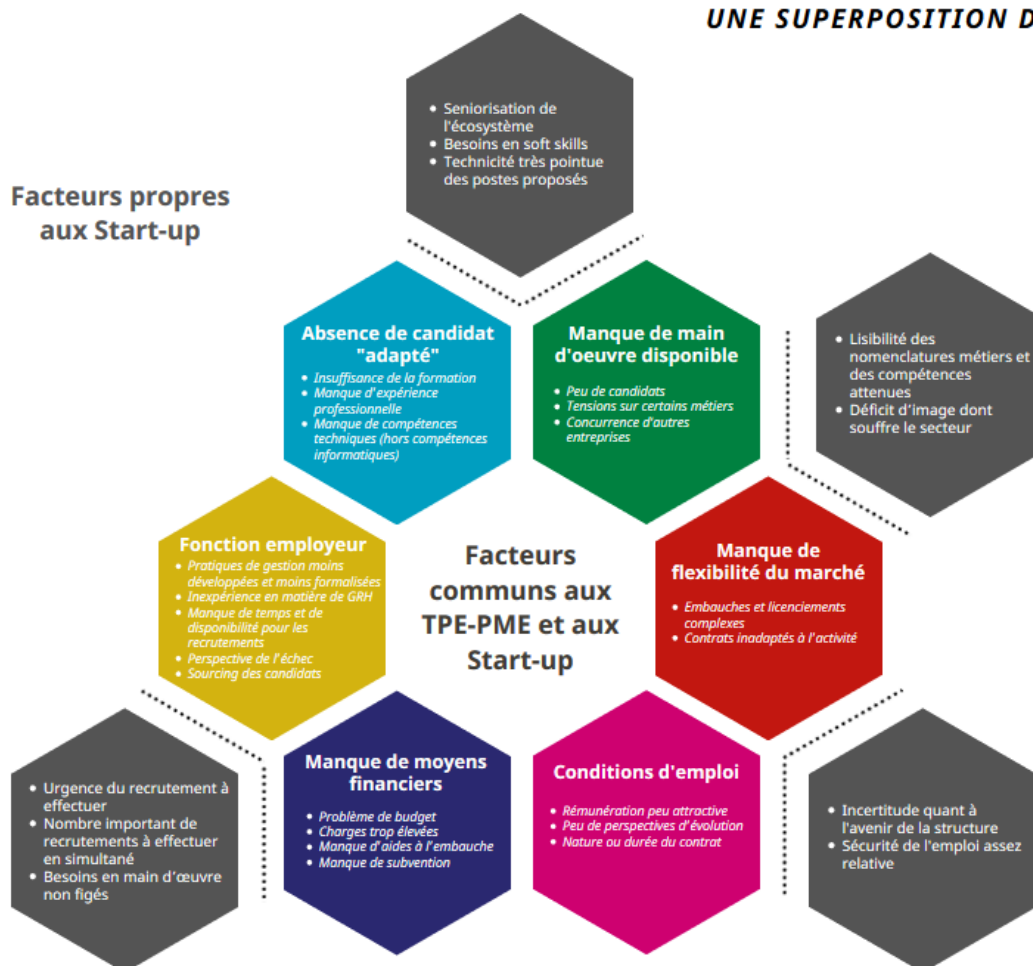 UNE SUPERPOSITION D
• Seniorisation de
l'écosystème
• Besoins en soft skills
• Technicité très pointue
des postes proposés
Facteurs propres
aux Start-up
Absence de candidat
"adapté"
• Insuffisance de la formation
• Manque d'expérience
professionnelle
• Manque de compétences
techniques (hors compétences
informatiques)
Manque de main
d'oeuvre disponible
• Peu de candidats
• Tensions sur certains métiers
• Concurrence d'autres
entreprises
• Lisibilité des
nomenclatures métiers et
des compétences
attenues
• Déficit d'image dont
souffre le secteur
Fonction employeur
• Pratiques de gestion moins
développées et moins formalisées
• Inexpérience en matière de GRH
• Manque de temps et de
disponibilité pour les
recrutements
• Perspective de l'échec
• Sourcing des candidats
Facteurs
communs aux
TPE-PME et aux
Start-up
Manque de
flexibilité du marché
• Embauches et licenciements
complexes
• Contrats inadaptés à l'activité
• Urgence du recrutement à
effectuer
• Nombre important de
recrutements à effectuer
en simultané
• Besoins en main d'œuvre
non figés
Manque de moyens
financiers
• Problème de budget
• Charges trop élevées
• Manque d'aides à l'embauche
• Manque de subvention
Conditions d'emploi
• Rémunération peu attractive
• Peu de perspectives d'évolution
• Nature ou durée du contrat
• Incertitude quant à
l'avenir de la structure
• Sécurité de l'emploi assez
relative